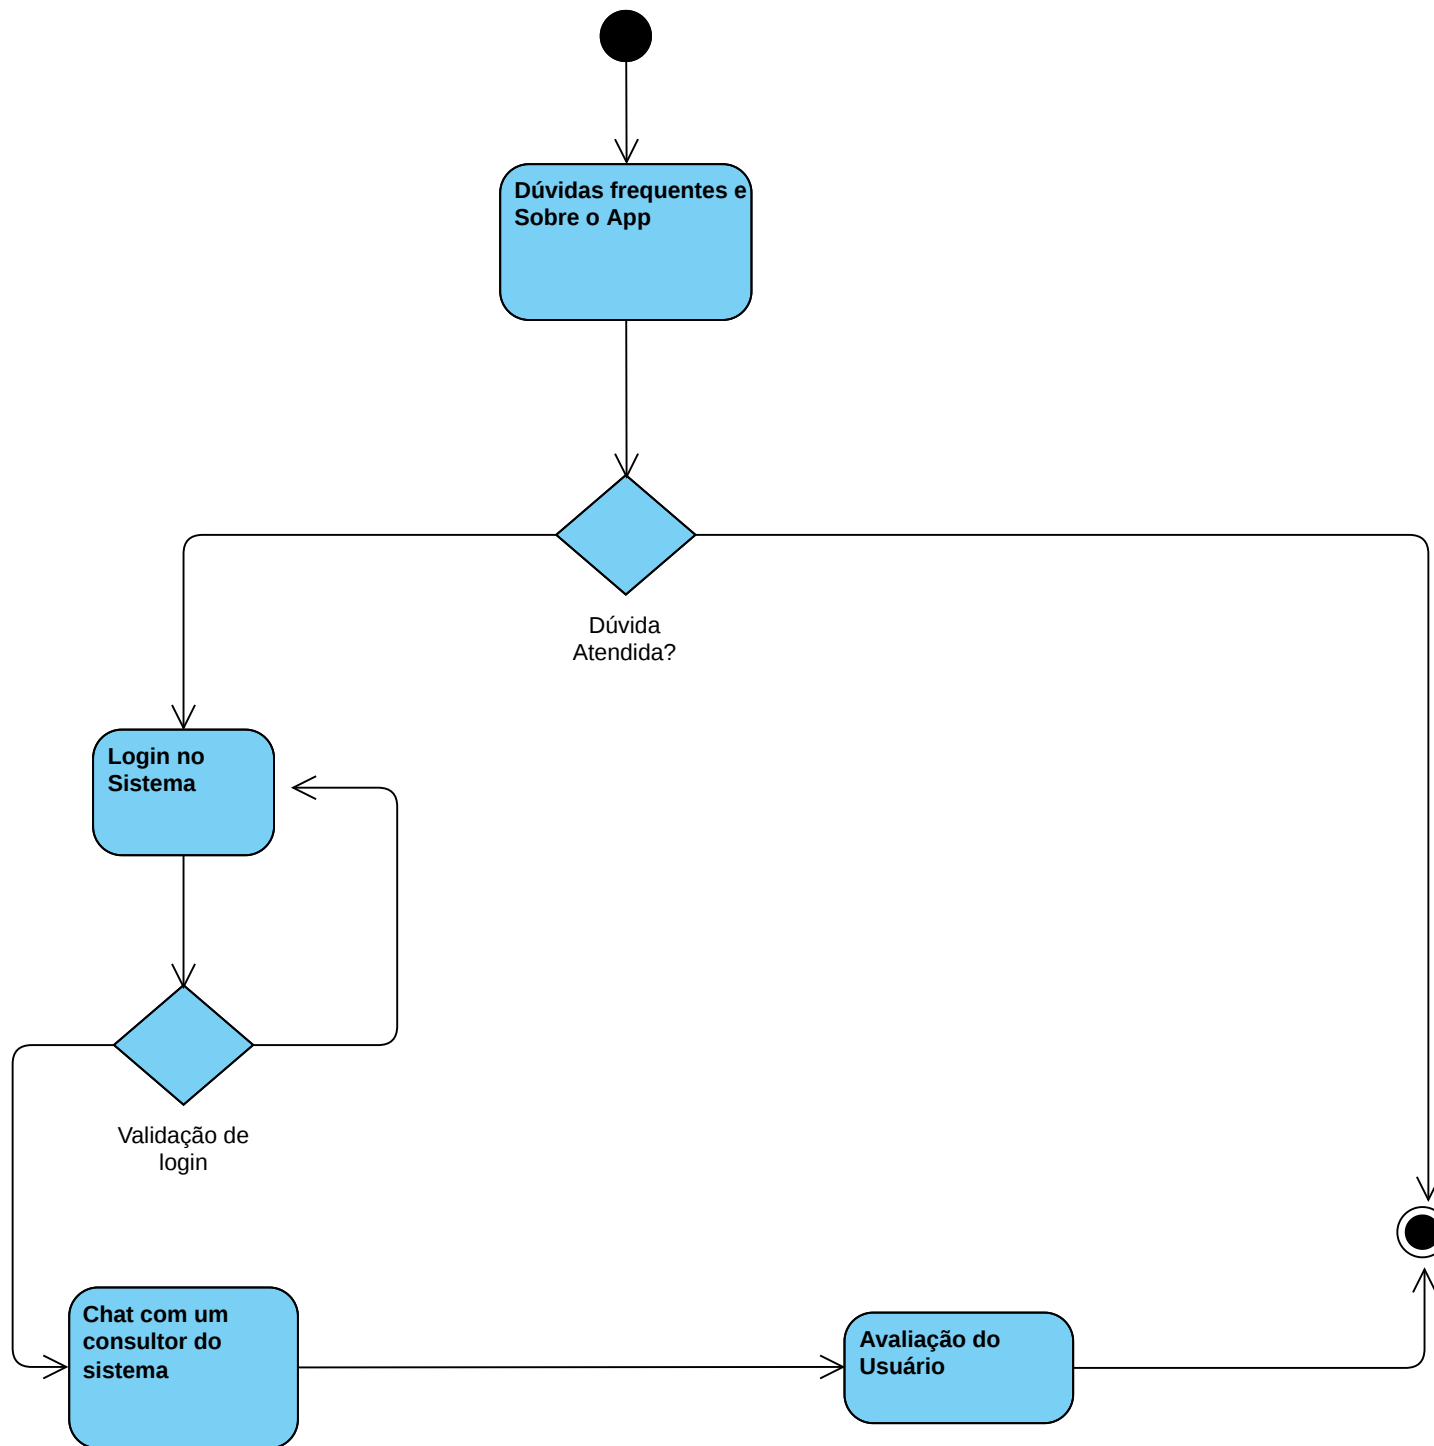 Dúvidas frequentes e
Sobre o App
Dúvida
Atendida?
Login no
Sistema
Validação de
login
Chat com um
consultor do
sistema
Avaliação do
Usuário